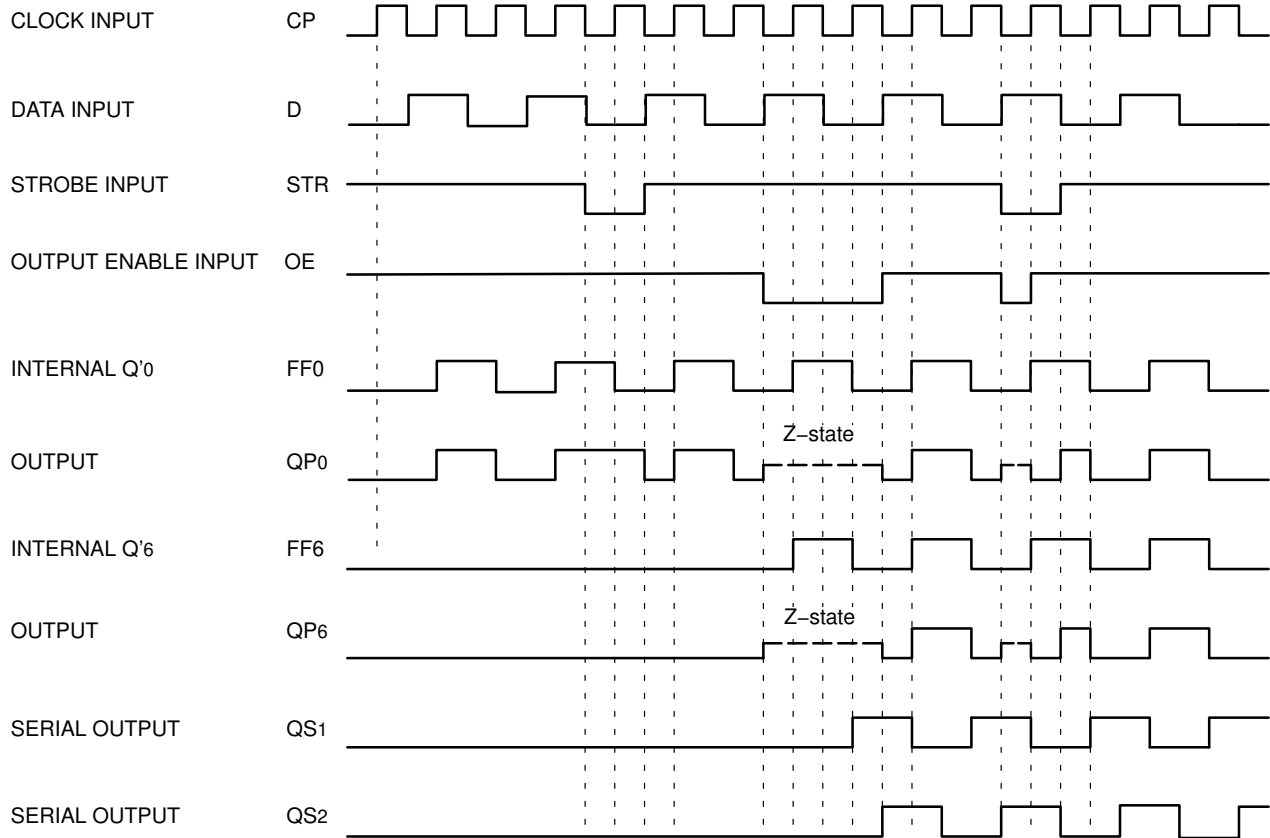 CLOCK INPUT CP
DATA INPUT D
STROBE INPUT STR
OUTPUT ENABLE INPUT OE
INTERNAL Q'0 FF0
Z−state
OUTPUT QP0
INTERNAL Q'6 FF6
Z−state
OUTPUT QP6
SERIAL OUTPUT QS1
SERIAL OUTPUT QS2